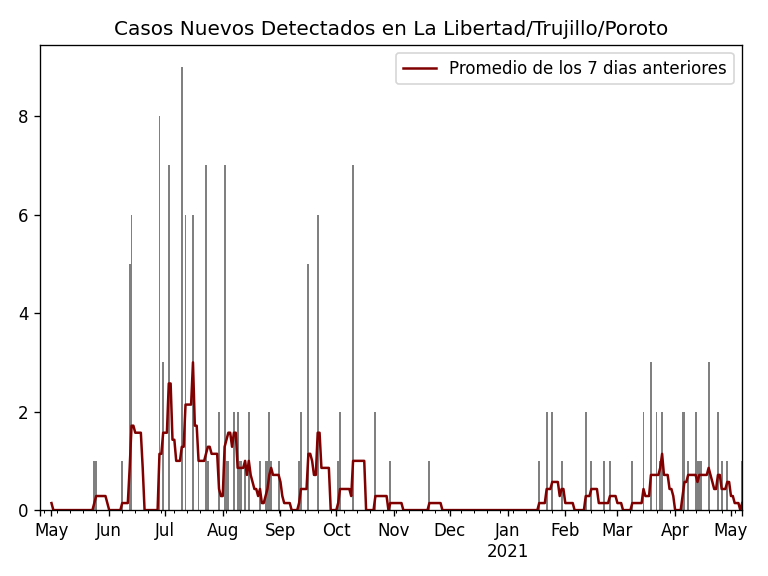 Casos Nuevos Detectados en La Libertad/Trujillo/Poroto
Promedio de los 7 dias anteriores
8
6
4
2
0
May Jun Jul Aug Sep Oct Nov Dec Jan Feb Mar Apr May
2021